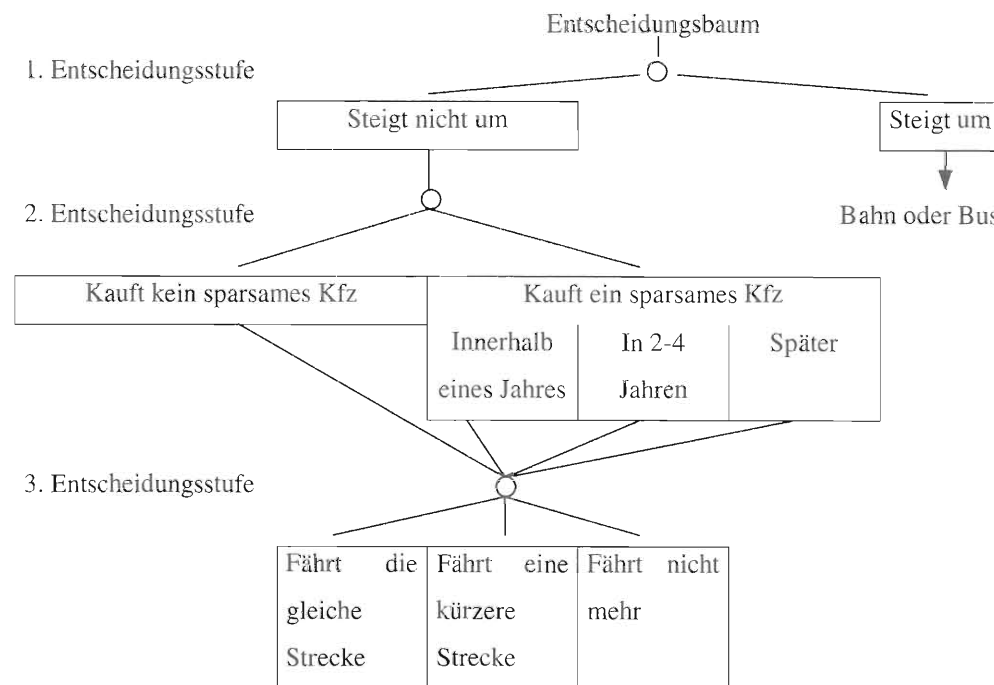 Entscheidungsbaum
1. Entscheidungsstufe
Steigt nicht um
Steigt um
2. Entscheidungsstufe
Bahn oder Bus
Kauft kein sparsames Kfz
Kauft ein sparsames Kfz
Innerhalb
eines Jahres
In 2-4
Jahren
Später
3. Entscheidungsstufe
Fährt die
gleiche
Strecke
Fährt eine
kürzere
Strecke
Fährt nicht
mehr